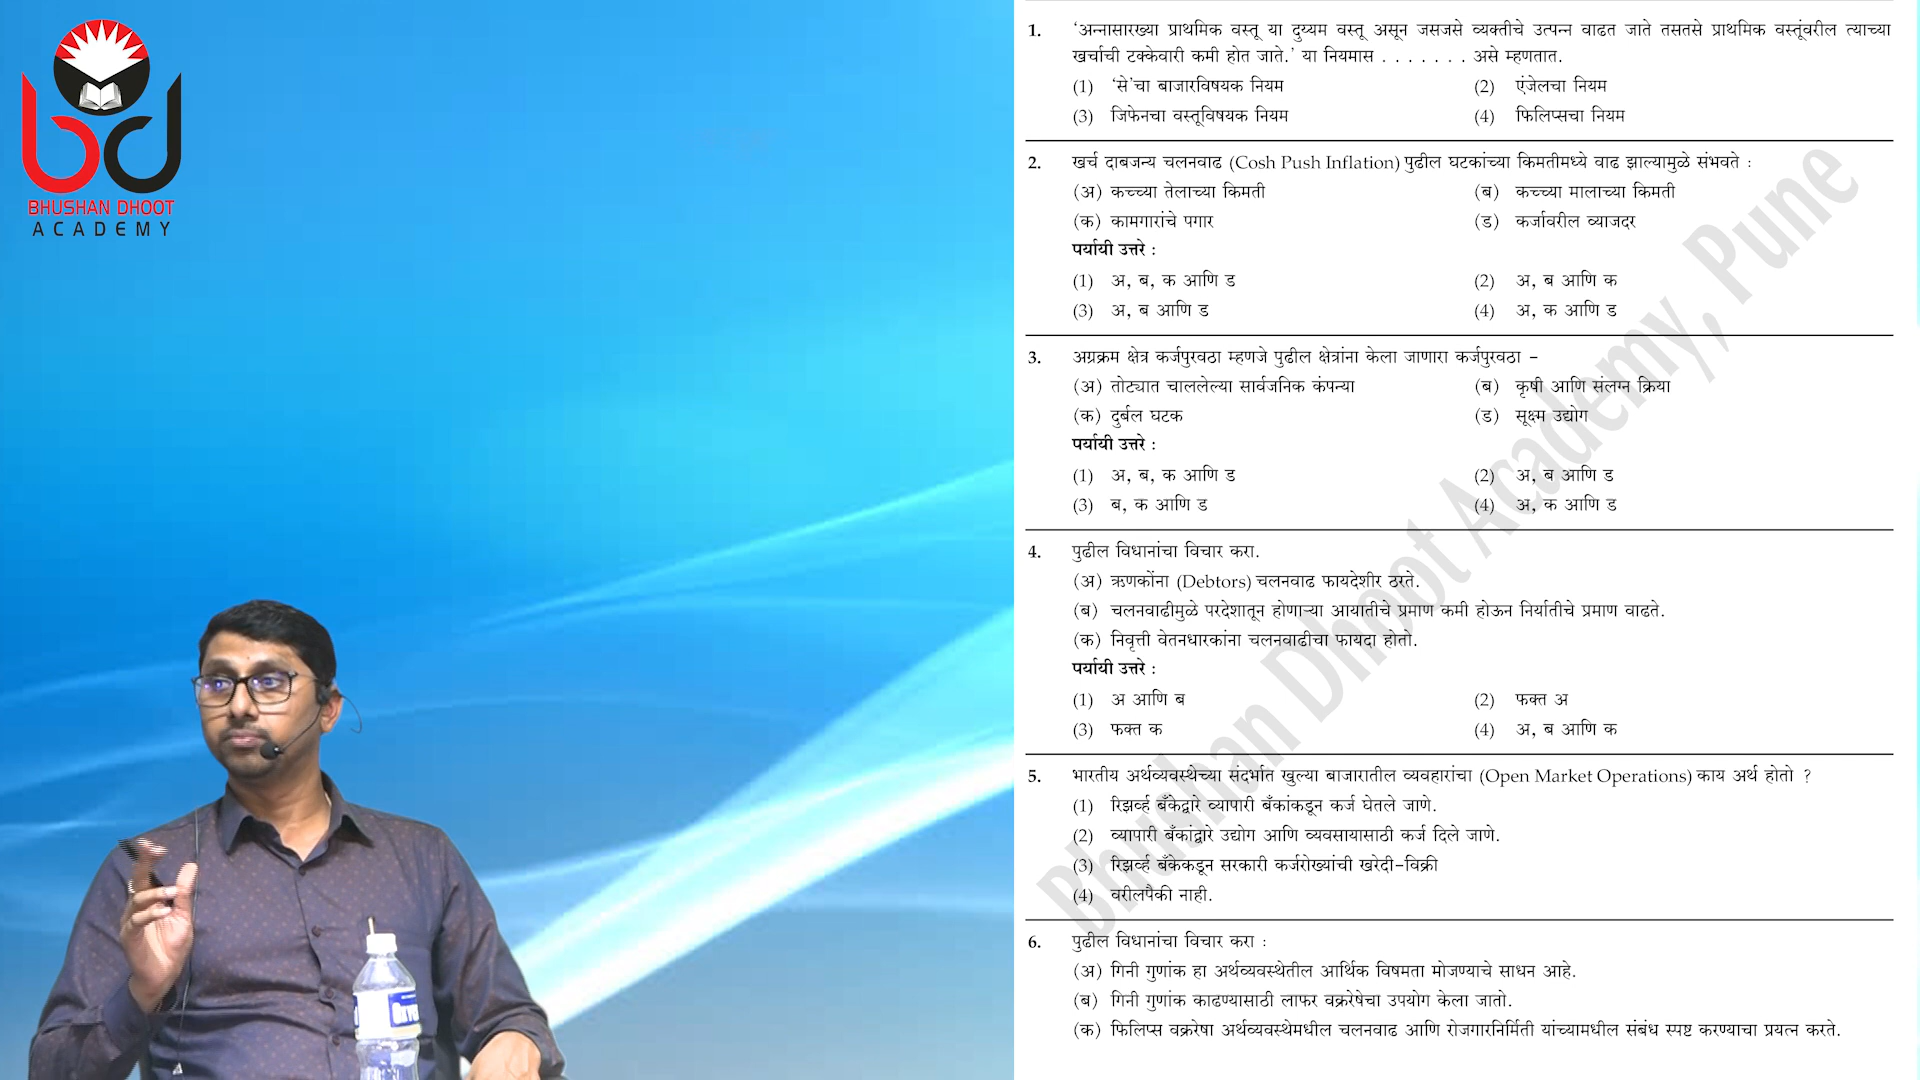 BHUSHAN DHOOT
ACADEMY
1. 'अन्नासारख्या प्राथमिक वस्तू या दुय्यम वस्तू असून जसजसे व्यक्तीचे उत्पन्न वाढत जाते तसतसे प्राथमिक वस्तूंवरील त्याच्या
खर्चाची टक्केवारी कमी होत जाते.' या नियमास . . . . . . . असे म्हणतात.
(1) 'से'चा बाजारविषयक नियम (2) एंजेलचा नियम
(3) जिफेनचा वस्तूविषयक नियम (4) फिलिप्सचा नियम
2. खर्च दाबजन्य चलनवाढ (Cosh Push Inflation) पुढील घटकांच्या किमतीमध्ये वाढ झाल्यामुळे संभवते :
(अ) कच्च्या तेलाच्या किमती (ब) कच्च्या मालाच्या किमती
(क) कामगारांचे पगार (ड) कर्जावरील व्याजदर
पर्यायी उत्तरे :
(1) अ, ब, क आणि ड (2) अ, ब आणि क
(3) अ, ब आणि ड (4) अ, क आणि ड
3. अग्रक्रम क्षेत्र कर्जपुरवठा म्हणजे पुढील क्षेत्रांना केला जाणारा कर्जपुरवठा -
(अ) तोट्यात चाललेल्या सार्वजनिक कंपन्या (ब) कृषी आणि संलग्न क्रिया
(क) दुर्बल घटक (ड) सूक्ष्म उद्योग
पर्यायी उत्तरे :
(1) अ, ब, क आणि ड (2) अ, ब आणि ड
(3) ब, क आणि ड (4) अ, क आणि ड
4. पुढील विधानांचा विचार करा.
(अ) ऋणकोंना (Debtors) चलनवाढ फायदेशीर ठरते.
(ब) चलनवाढीमुळे परदेशातून होणाऱ्या आयातीचे प्रमाण कमी होऊन निर्यातीचे प्रमाण वाढते.
(क) निवृत्ती वेतनधारकांना चलनवाढीचा फायदा होतो.
पर्यायी उत्तरे :
(1) अ आणि ब (2) फक्त अ
(3) फक्त क (4) अ, ब आणि क
5. भारतीय अर्थव्यवस्थेच्या संदर्भात खुल्या बाजारातील व्यवहारांचा (Open Market Operations) काय अर्थ होतो ?
(1) रिझर्व्ह बँकेद्वारे व्यापारी बँकांकडून कर्ज घेतले जाणे.
(2) व्यापारी बँकांद्वारे उद्योग आणि व्यवसायासाठी कर्ज दिले जाणे.
(3) रिझर्व्ह बँकेकडून सरकारी कर्जरोख्यांची खरेदी-विक्री
(4) वरीलपैकी नाही.
6. पुढील विधानांचा विचार करा :
(अ) गिनी गुणांक हा अर्थव्यवस्थेतील आर्थिक विषमता मोजण्याचे साधन आहे.
(ब) गिनी गुणांक काढण्यासाठी लाफर वक्ररेषेचा उपयोग केला जातो.
(क) फिलिप्स वक्ररेषा अर्थव्यवस्थेमधील चलनवाढ आणि रोजगारनिर्मिती यांच्यामधील संबंध स्पष्ट करण्याचा प्रयत्न करते.
Bhushan Dhoot Academy, Pune